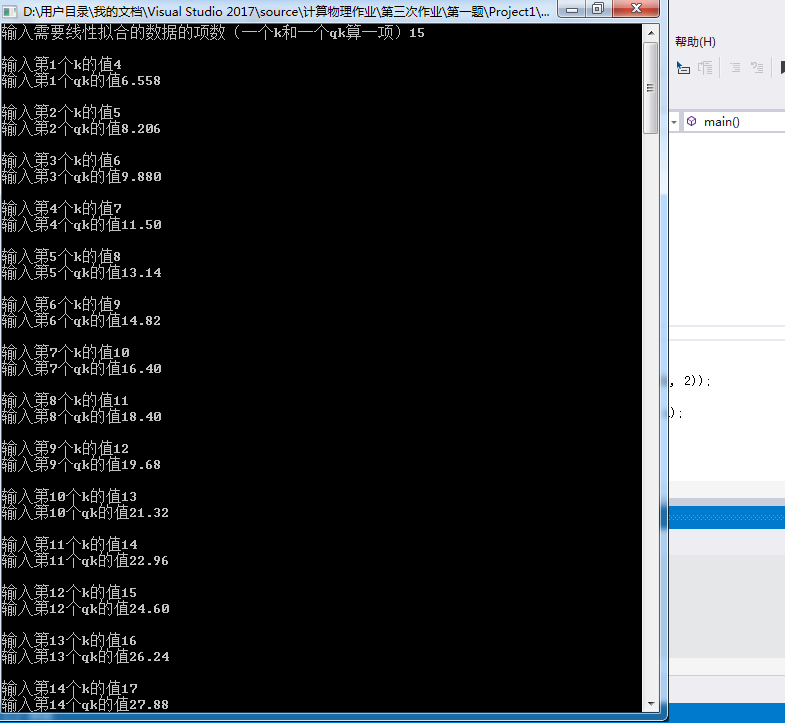 D:\用户目录\我的文档\Visual Studio 2017\source\计算物理作业\第三次作业\第一题\Project1\...
输入需要线性拟合的数据的项数（一个k和一个qk算一项）15
输入第1个k的值4
输入第1个qk的值6.558
输入第2个k的值5
输入第2个qk的值8.206
输入第3个k的值6
输入第3个qk的值9.880
输入第4个k的值7
输入第4个qk的值11.50
输入第5个k的值8
输入第5个qk的值13.14
输入第6个k的值9
输入第6个qk的值14.82
输入第7个k的值10
输入第7个qk的值16.40
输入第8个k的值11
输入第8个qk的值18.40
输入第9个k的值12
输入第9个qk的值19.68
输入第10个k的值13
输入第10个qk的值21.32
输入第11个k的值14
输入第11个qk的值22.96
输入第12个k的值15
输入第12个qk的值24.60
输入第13个k的值16
输入第13个qk的值26.24
输入第14个k的值17
输入第14个qk的值27.88
帮助(H)
main()
, 2));
);